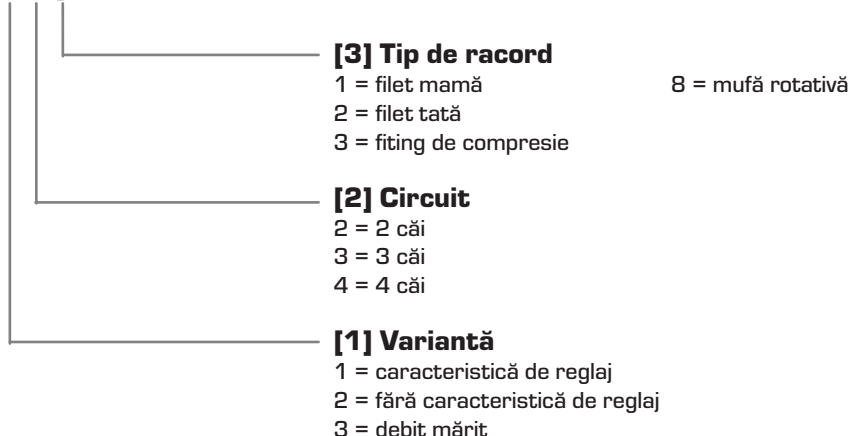 [3] Tip de racord
1 = filet mamă 8 = mufă rotativă
2 = filet tată
3 = fiting de compresie
[2] Circuit
2 = 2 căi
3 = 3 căi
4 = 4 căi
[1] Variantă
1 = caracteristică de reglaj
2 = fără caracteristică de reglaj
3 = debit mărit